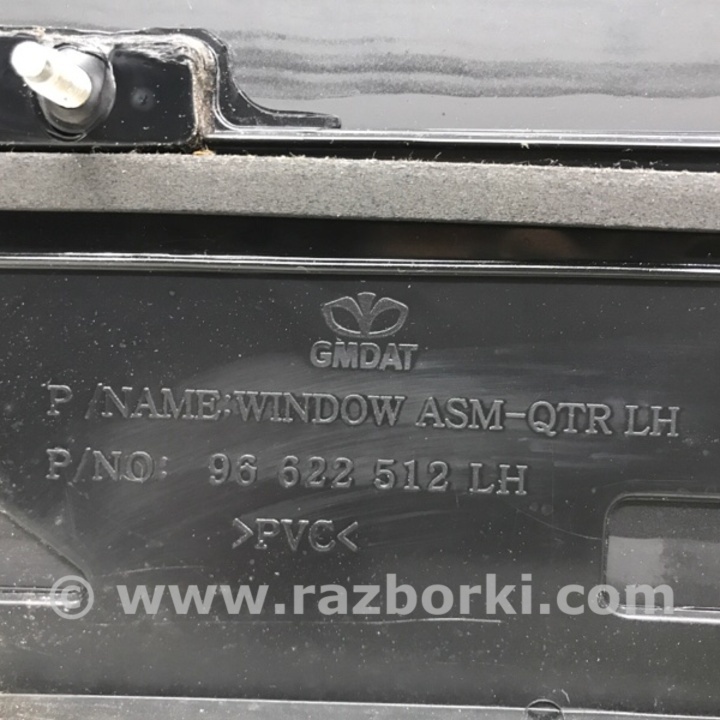 GMDAT
P/NAME:WINDOW ASM-QTR LH
P/NO: 96 622 512 LH
>PVC<
© www.razborki.com